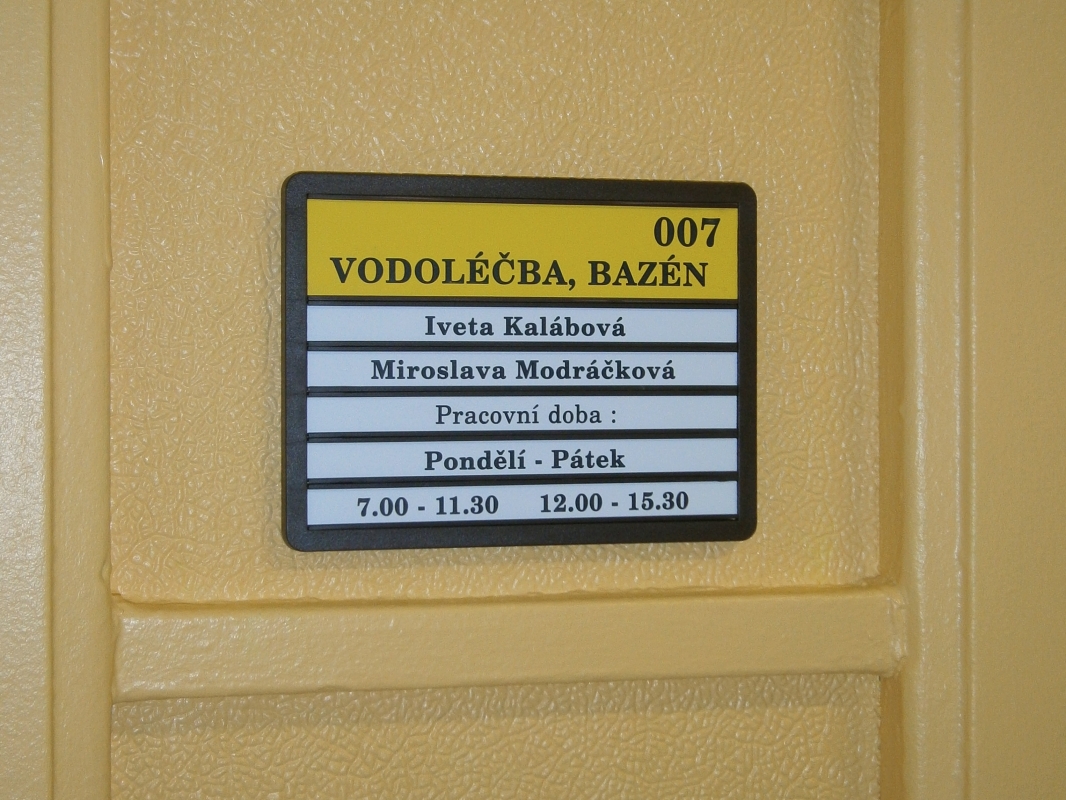 007
VODOLÉČBA, BAZÉN
Iveta Kalábová
Miroslava Modráčková
Pracovní doba :
Pondělí - Pátek
7.00 - 11.30 12.00 - 15.30